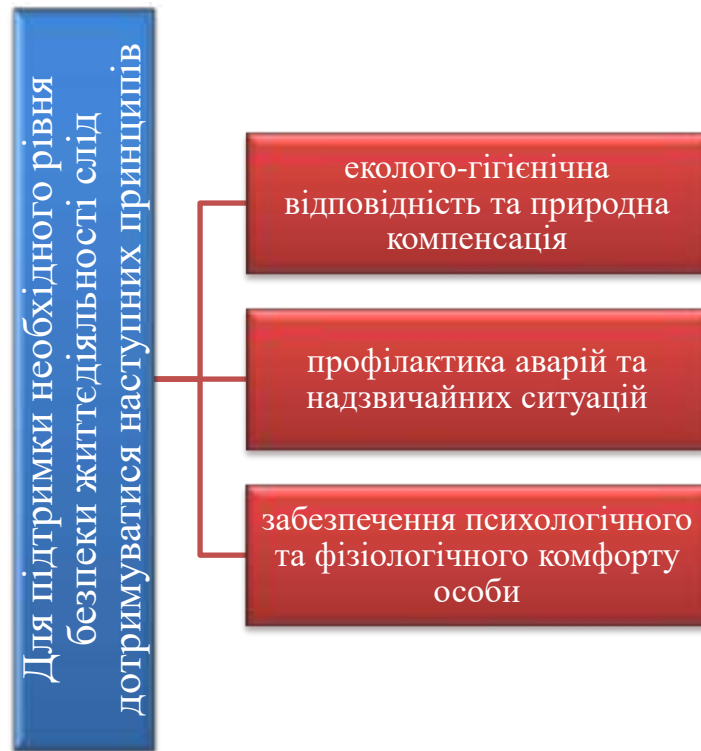 Для підтримки необхідного рівня
безпеки життєдіяльності слід
дотримуватися наступних принципів
еколого-гігієнічна
відповідність та природна
компенсація
профілактика аварій та
надзвичайних ситуацій
забезпечення психологічного
та фізіологічного комфорту
особи